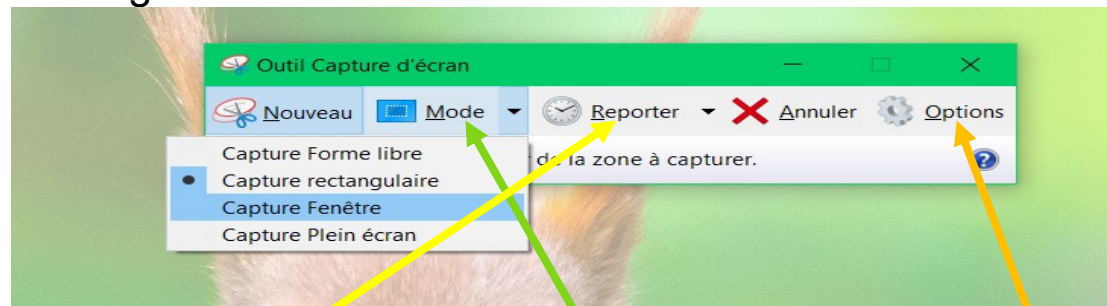 Outil Capture d'écran
Nouveau Mode Reporter Annuler Options
de la zone à capturer.
Capture Forme libre
Capture rectangulaire
Capture Fenêtre
Capture Plein écran